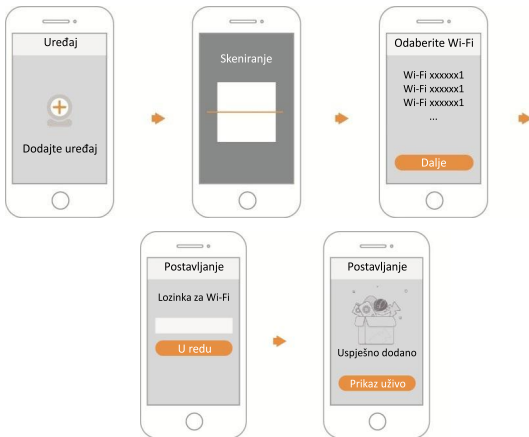 Uređaj
Dodajte uređaj
Skeniranje
Odaberite Wi-Fi
Wi-Fi xxxxxx1
Wi-Fi xxxxxx1
Wi-Fi xxxxxx1
...
Dalje
Postavljanje
Lozinka za Wi-Fi
U redu
Postavljanje
Uspješno dodano
Prikaz uživo